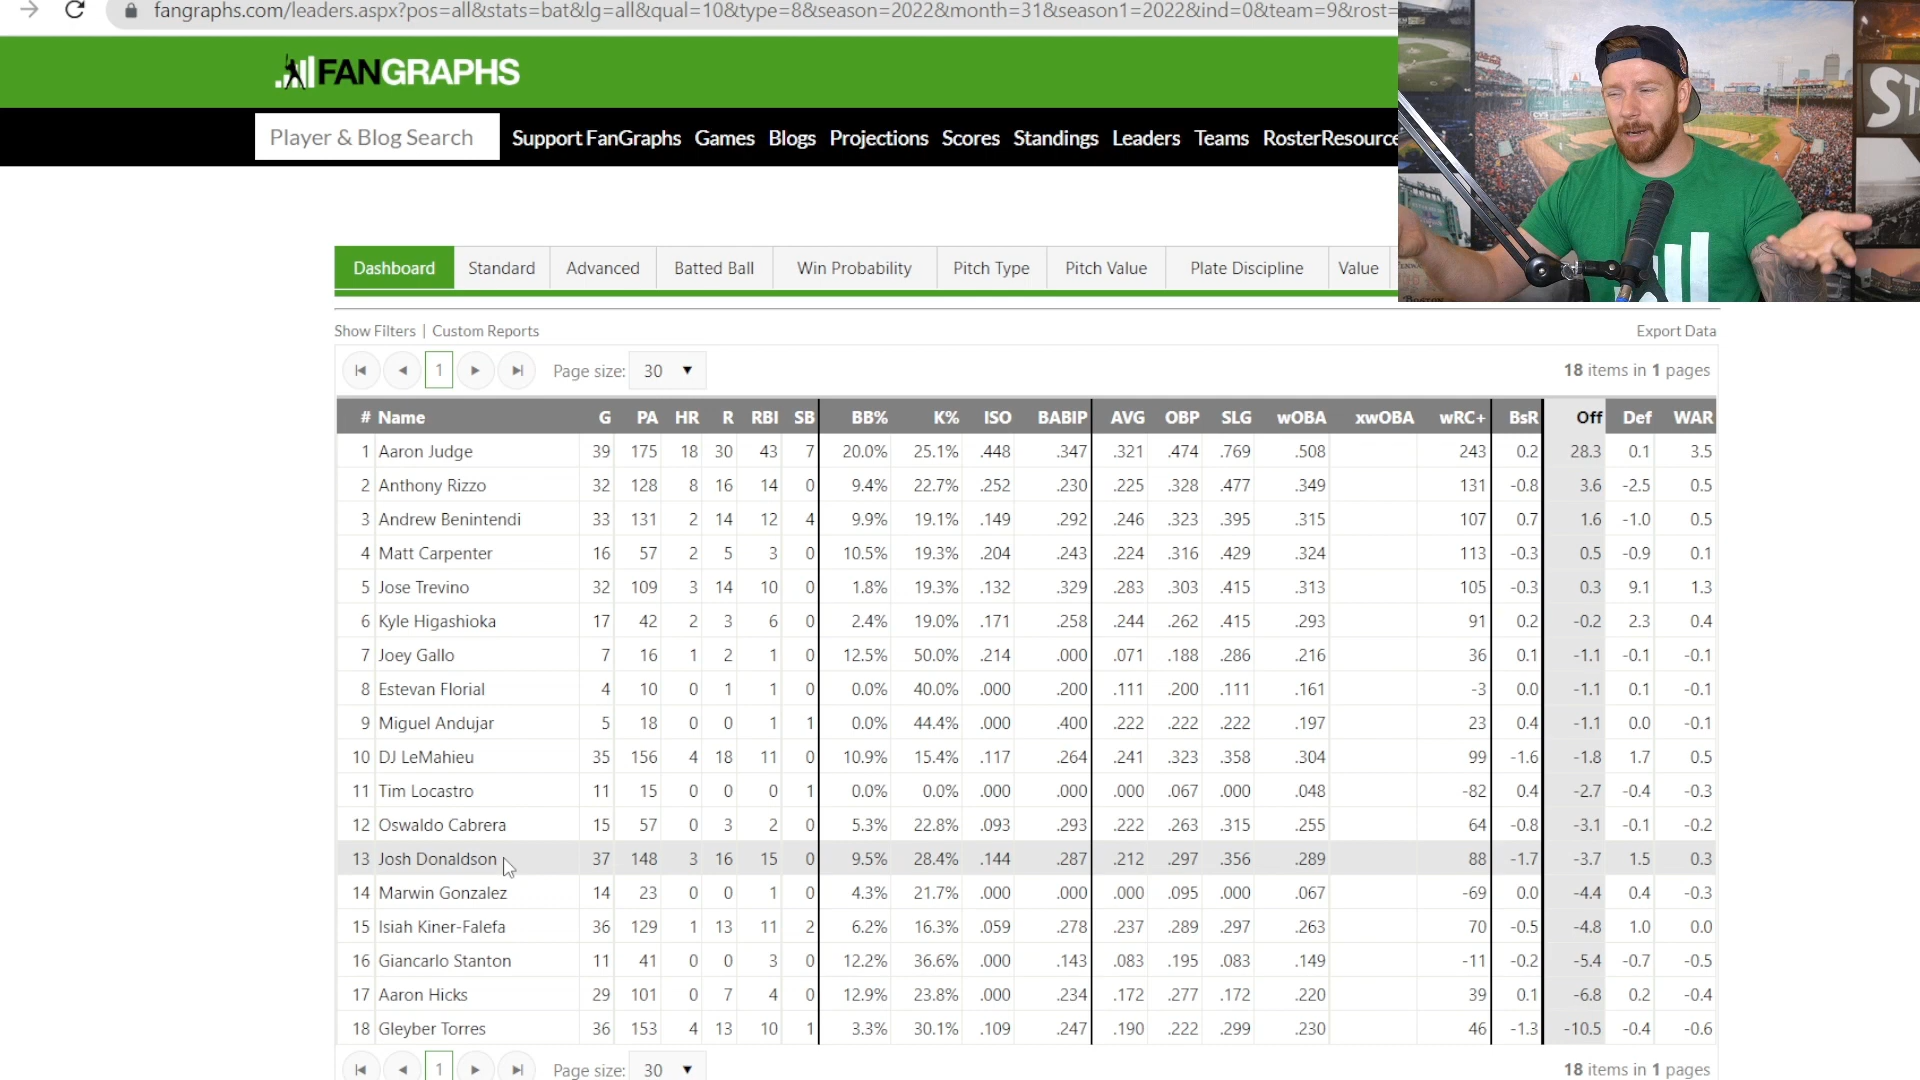 fangraphs.com/leaders.aspx?pos=all&stats=bat&lg=all&qual=10&type=8&season=2022&month=31&season1=2022&ind=0&team=9&rost=
FANGRAPHS
Player & Blog Search Support FanGraphs Games Blogs Projections Scores Standings Leaders Teams RosterResource
Dashboard Standard Advanced Batted Ball Win Probability Pitch Type Pitch Value Plate Discipline Value
Show Filters | Custom Reports Export Data
1 Page size: 30 18 items in 1 pages
# Name G PA HR R RBI SB BB% K% ISO BABIP AVG OBP SLG wOBA xwOBA wRC+ BsR Off Def WAR
1 Aaron Judge 39 175 18 30 43 7 20.0% 25.1% .448 .347 .321 .474 .769 .508 243 0.2 28.3 0.1 3.5
2 Anthony Rizzo 32 128 8 16 14 0 9.4% 22.7% .252 .230 .225 .328 .477 .349 131 -0.8 3.6 -2.5 0.5
3 Andrew Benintendi 33 131 2 14 12 4 9.9% 19.1% .149 .292 .246 .323 .395 .315 107 0.7 1.6 -1.0 0.5
4 Matt Carpenter 16 57 2 5 3 0 10.5% 19.3% .204 .243 .224 .316 .429 .324 113 -0.3 0.5 -0.9 0.1
5 Jose Trevino 32 109 3 14 10 0 1.8% 19.3% .132 .329 .283 .303 .415 .313 105 -0.3 0.3 9.1 1.3
6 Kyle Higashioka 17 42 2 3 6 0 2.4% 19.0% .171 .258 .244 .262 .415 .293 91 0.2 -0.2 2.3 0.4
7 Joey Gallo 7 16 1 2 1 0 12.5% 50.0% .214 .000 .071 .188 .286 .216 36 0.1 -1.1 -0.1 -0.1
8 Estevan Florial 4 10 0 1 1 0 0.0% 40.0% .000 .200 .111 .200 .111 .161 -3 0.0 -1.1 0.1 -0.1
9 Miguel Andujar 5 18 0 0 1 1 0.0% 44.4% .000 .400 .222 .222 .222 .197 23 0.4 -1.1 0.0 -0.1
10 DJ LeMahieu 35 156 4 18 11 0 10.9% 15.4% .117 .264 .241 .323 .358 .304 99 -1.6 -1.8 1.7 0.5
11 Tim Locastro 11 15 0 0 0 1 0.0% 0.0% .000 .000 .000 .067 .000 .048 -82 0.4 -2.7 -0.4 -0.3
12 Oswaldo Cabrera 15 57 0 3 2 0 5.3% 22.8% .093 .293 .222 .263 .315 .255 64 -0.8 -3.1 -0.1 -0.2
13 Josh Donaldson 37 148 3 16 15 0 9.5% 28.4% .144 .287 .212 .297 .356 .289 88 -1.7 -3.7 1.5 0.3
14 Marwin Gonzalez 14 23 0 0 1 0 4.3% 21.7% .000 .000 .000 .095 .000 .067 -69 0.0 -4.4 0.4 -0.3
15 Isiah Kiner-Falefa 36 129 1 13 11 2 6.2% 16.3% .059 .278 .237 .289 .297 .263 70 -0.5 -4.8 1.0 0.0
16 Giancarlo Stanton 11 41 0 0 3 0 12.2% 36.6% .000 .143 .083 .195 .083 .149 -11 -0.2 -5.4 -0.7 -0.5
17 Aaron Hicks 29 101 0 7 4 0 12.9% 23.8% .000 .234 .172 .277 .172 .220 39 0.1 -6.8 0.2 -0.4
18 Gleyber Torres 36 153 4 13 10 1 3.3% 30.1% .109 .247 .190 .222 .299 .230 46 -1.3 -10.5 -0.4 -0.6
1 Page size: 30 18 items in 1 pages